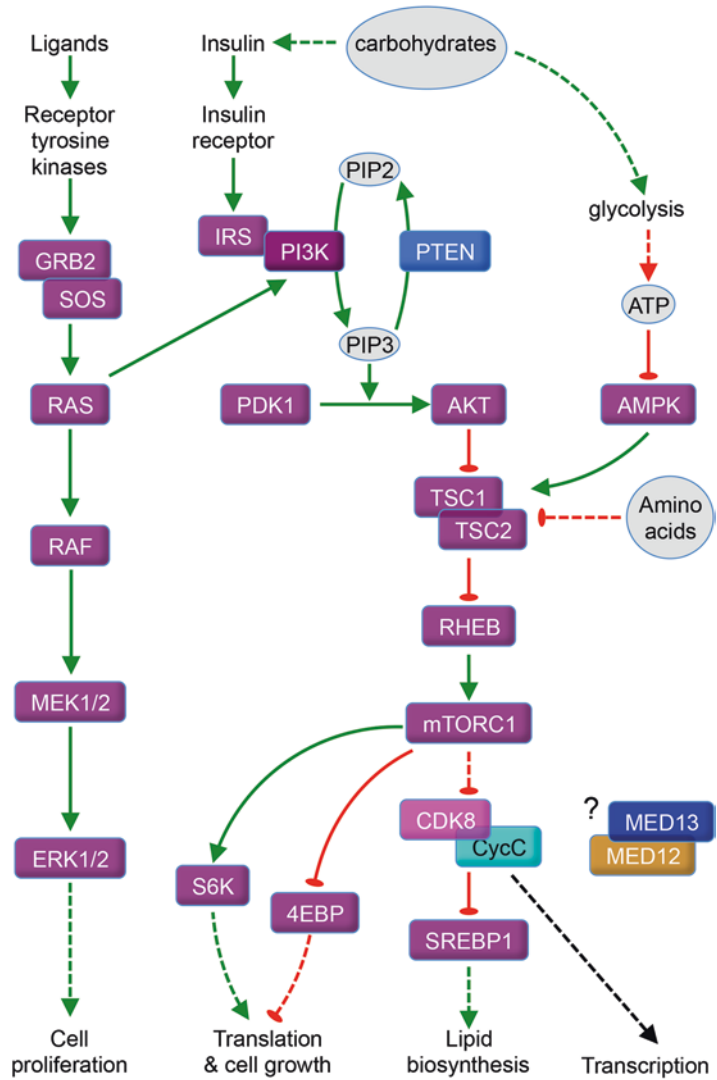 Ligands
Insulin
carbohydrates
Receptor
tyrosine
kinases
Insulin
receptor
PIP2
glycolysis
IRS
PI3K
PTEN
GRB2
SOS
ATP
PIP3
RAS
PDK1
AKT
AMPK
TSC1
TSC2
Amino
acids
RAF
RHEB
MEK1/2
mTORC1
CDK8
CycC
?
MED13
MED12
ERK1/2
S6K
4EBP
SREBP1
Cell
proliferation
Translation
& cell growth
Lipid
biosynthesis
Transcription